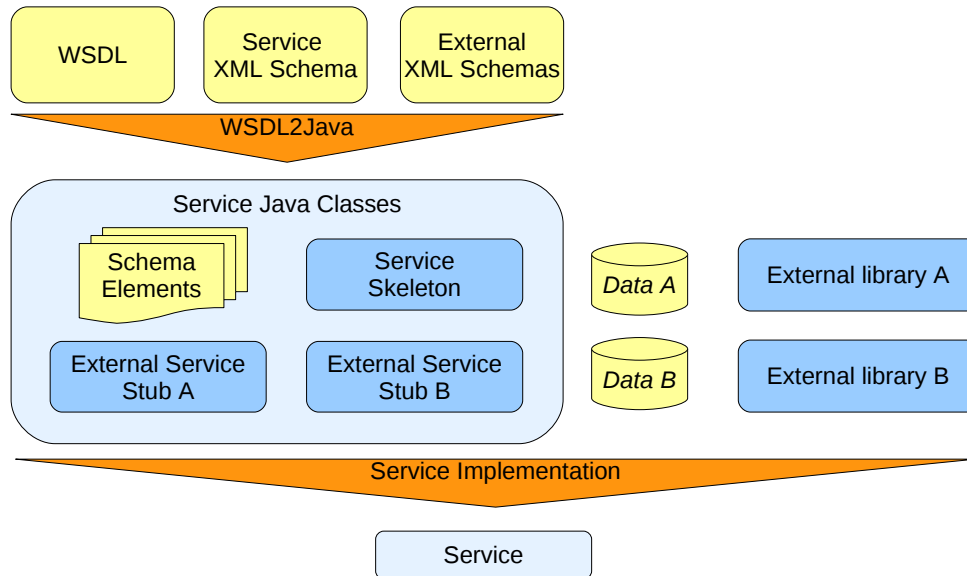 WSDL
Service
XML Schema
External
XML Schemas
WSDL2Java
Service Java Classes
Schema
Elements
Service
Skeleton
Data A
External library A
External Service
Stub A
External Service
Stub B
Data B
External library B
Service Implementation
Service